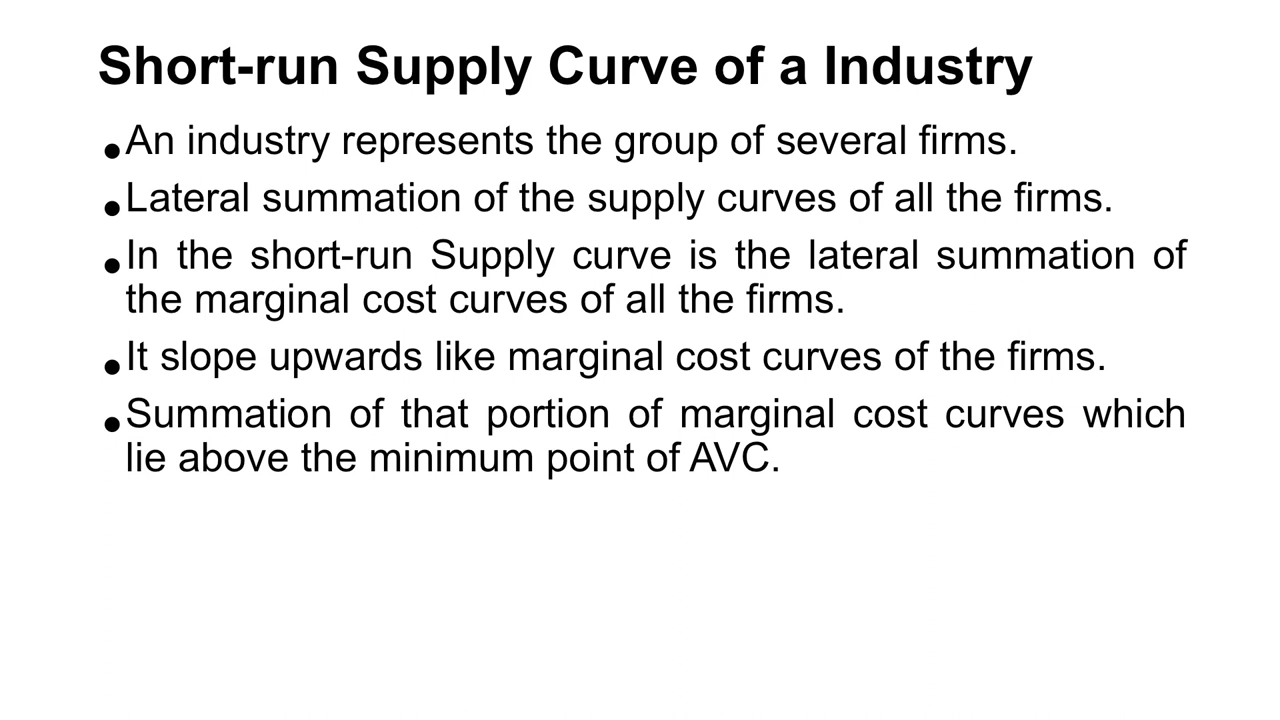 Short-run Supply Curve of a Industry
•An industry represents the group of several firms.
•Lateral summation of the supply curves of all the firms.
•In the short-run Supply curve is the lateral summation of
the marginal cost curves of all the firms.
•It slope upwards like marginal cost curves of the firms.
•Summation of that portion of marginal cost curves which
lie above the minimum point of AVC.